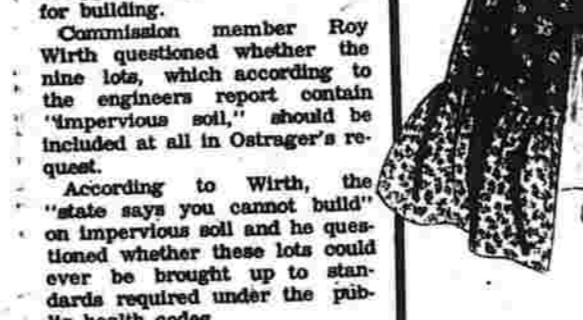 for building.
Commission member Roy
Wirth questioned whether the
nine lots, which according to
the engineers report contain
"impervious soil," should be
included at all in Ostrager's re-
quest.
According to Wirth, the
"state says you cannot build"
on impervious soil and he ques-
tioned whether these lots could
ever be brought up to stan-
dards required under the pub-
lic health codes.